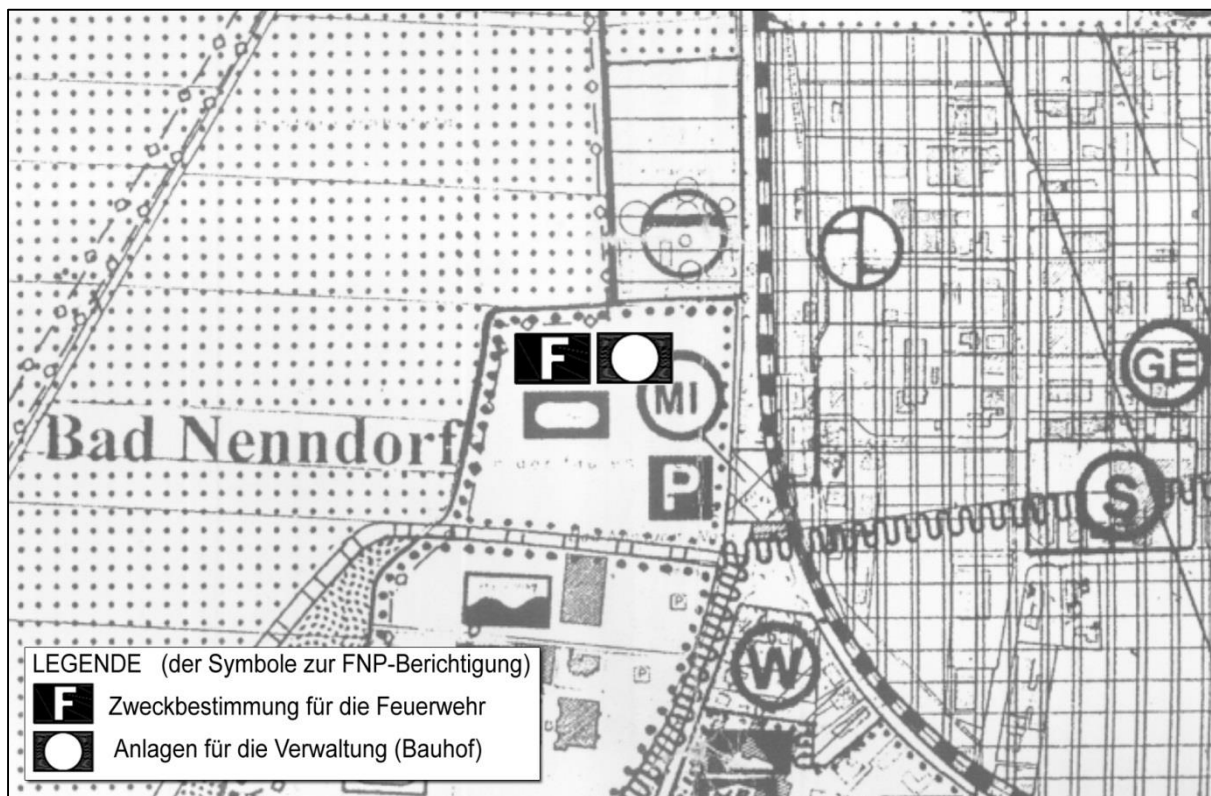 GE
F
MI
Bad Nenndorf
P
S
W
P
P
LEGENDE (der Symbole zur FNP-Berichtigung)
F Zweckbestimmung für die Feuerwehr
Anlagen für die Verwaltung (Bauhof)